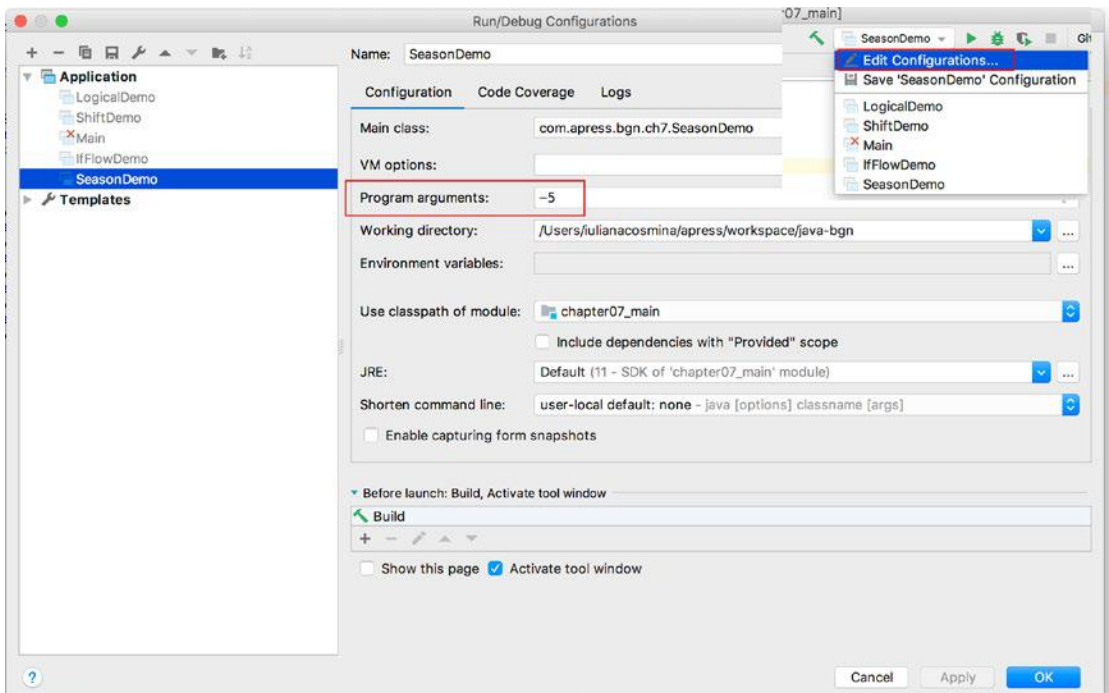 Run/Debug Configurations
07_main]
SeasonDemo
Edit Configurations...
Save 'SeasonDemo' Configuration
LogicalDemo
ShiftDemo
Main
IfFlowDemo
SeasonDemo
Application
LogicalDemo
ShiftDemo
Main
IfFlowDemo
SeasonDemo
Templates
Name: SeasonDemo
Configuration Code Coverage Logs
Main class: com.apress.bgn.ch7.SeasonDemo
VM options:
Program arguments: -5
Working directory: /Users/iulianacosmina/apress/workspace/java-bgn ...
Environment variables: ...
Use classpath of module: chapter07_main
Include dependencies with "Provided" scope
JRE: Default (11 - SDK of 'chapter07_main' module) ...
Shorten command line: user-local default: none - java [options] classname [args]
Enable capturing form snapshots
Before launch: Build, Activate tool window
Build
Show this page Activate tool window
? Cancel Apply OK